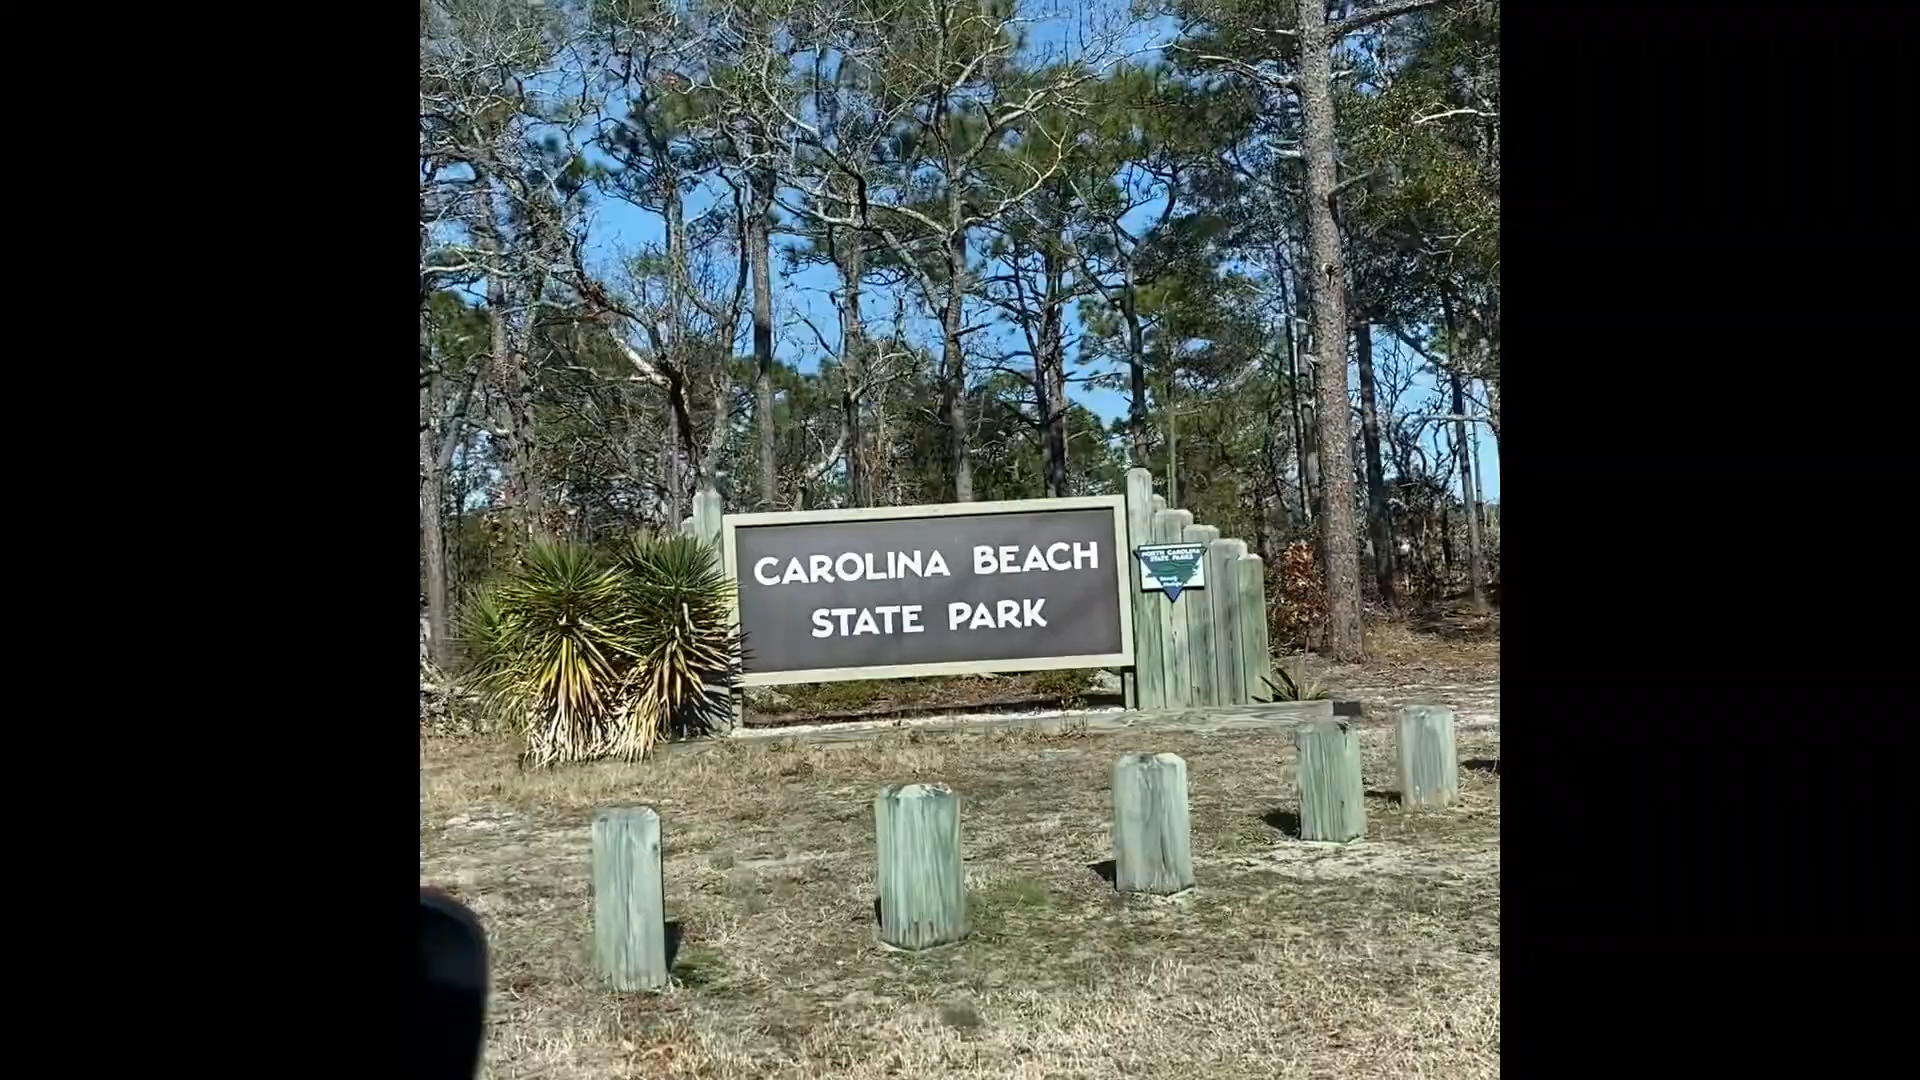 CAROLINA BEACH
STATE PARK
NORTH CAROLINA
STATE PARKS